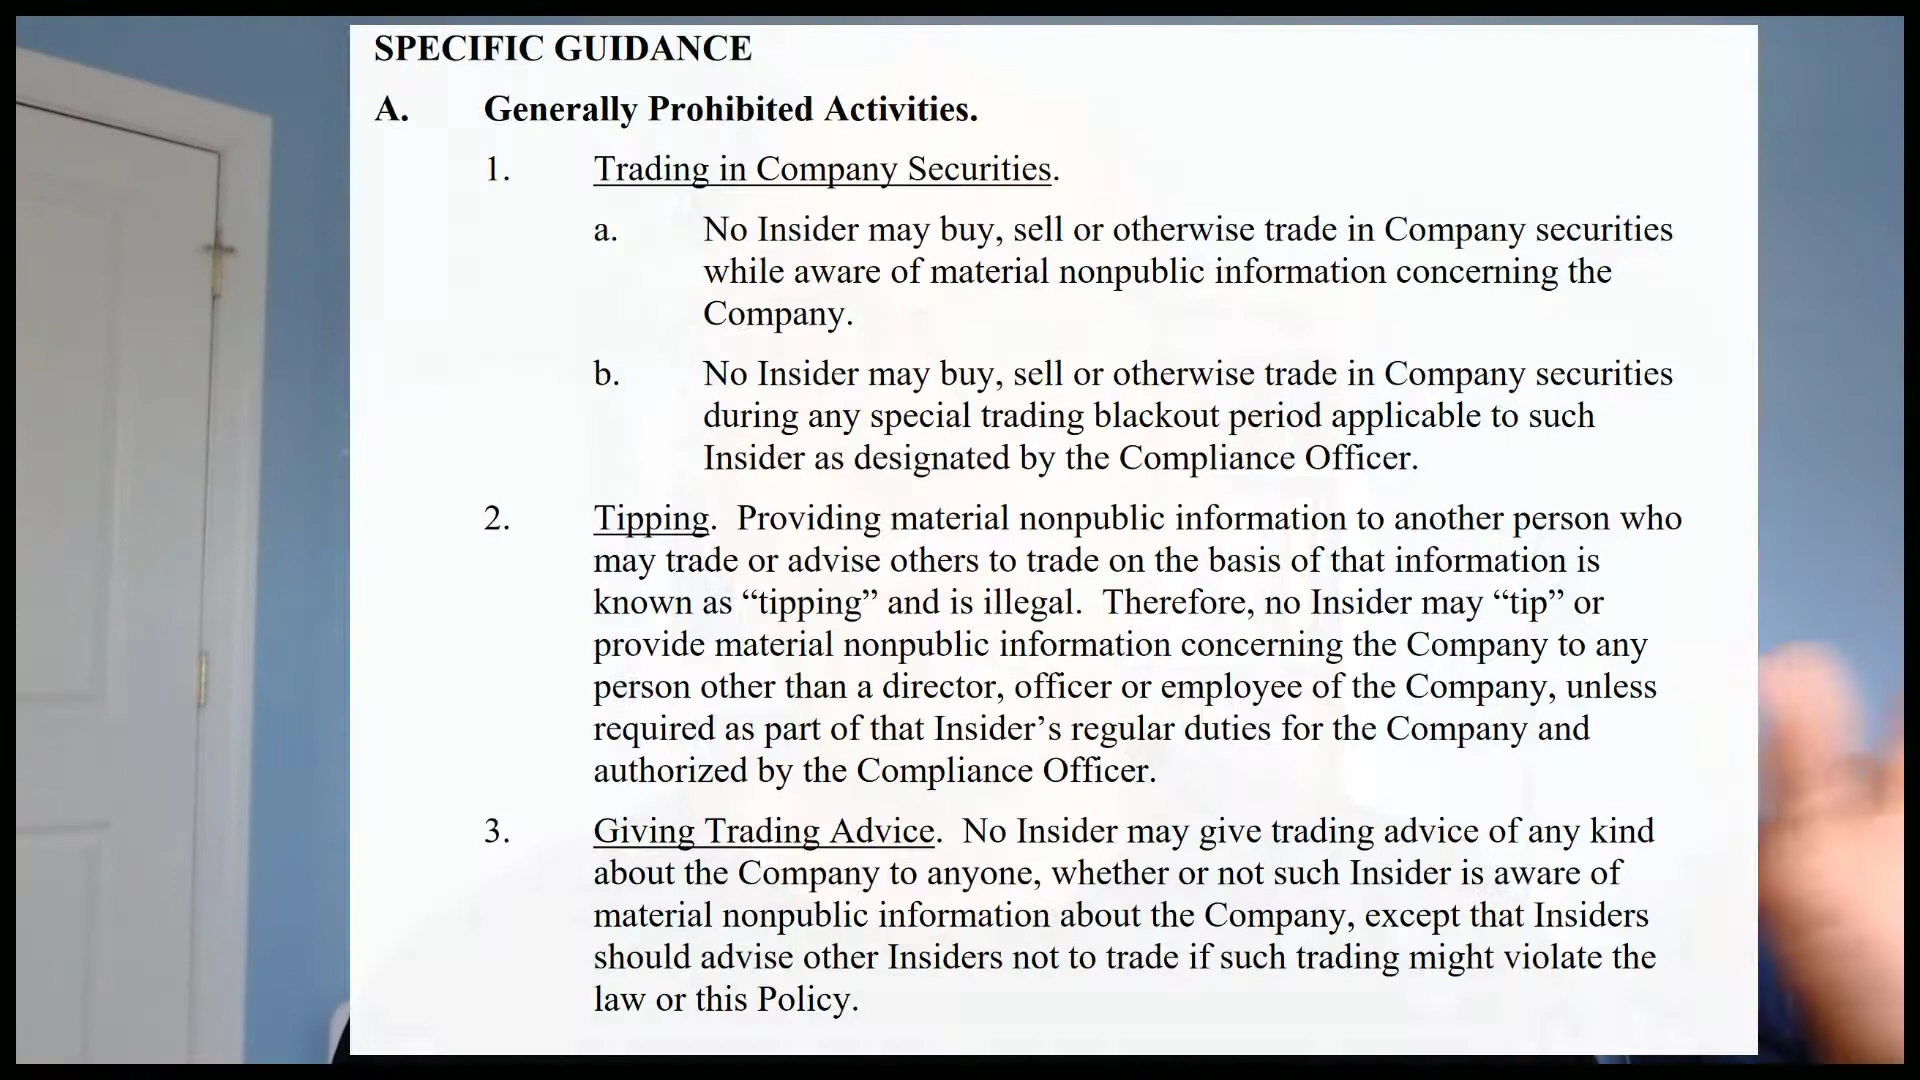 SPECIFIC GUIDANCE
A. Generally Prohibited Activities.
1. Trading in Company Securities.
a. No Insider may buy, sell or otherwise trade in Company securities
while aware of material nonpublic information concerning the
Company.
b. No Insider may buy, sell or otherwise trade in Company securities
during any special trading blackout period applicable to such
Insider as designated by the Compliance Officer.
2. Tipping. Providing material nonpublic information to another person who
may trade or advise others to trade on the basis of that information is
known as “tipping” and is illegal. Therefore, no Insider may “tip” or
provide material nonpublic information concerning the Company to any
person other than a director, officer or employee of the Company, unless
required as part of that Insider’s regular duties for the Company and
authorized by the Compliance Officer.
3. Giving Trading Advice. No Insider may give trading advice of any kind
about the Company to anyone, whether or not such Insider is aware of
material nonpublic information about the Company, except that Insiders
should advise other Insiders not to trade if such trading might violate the
law or this Policy.